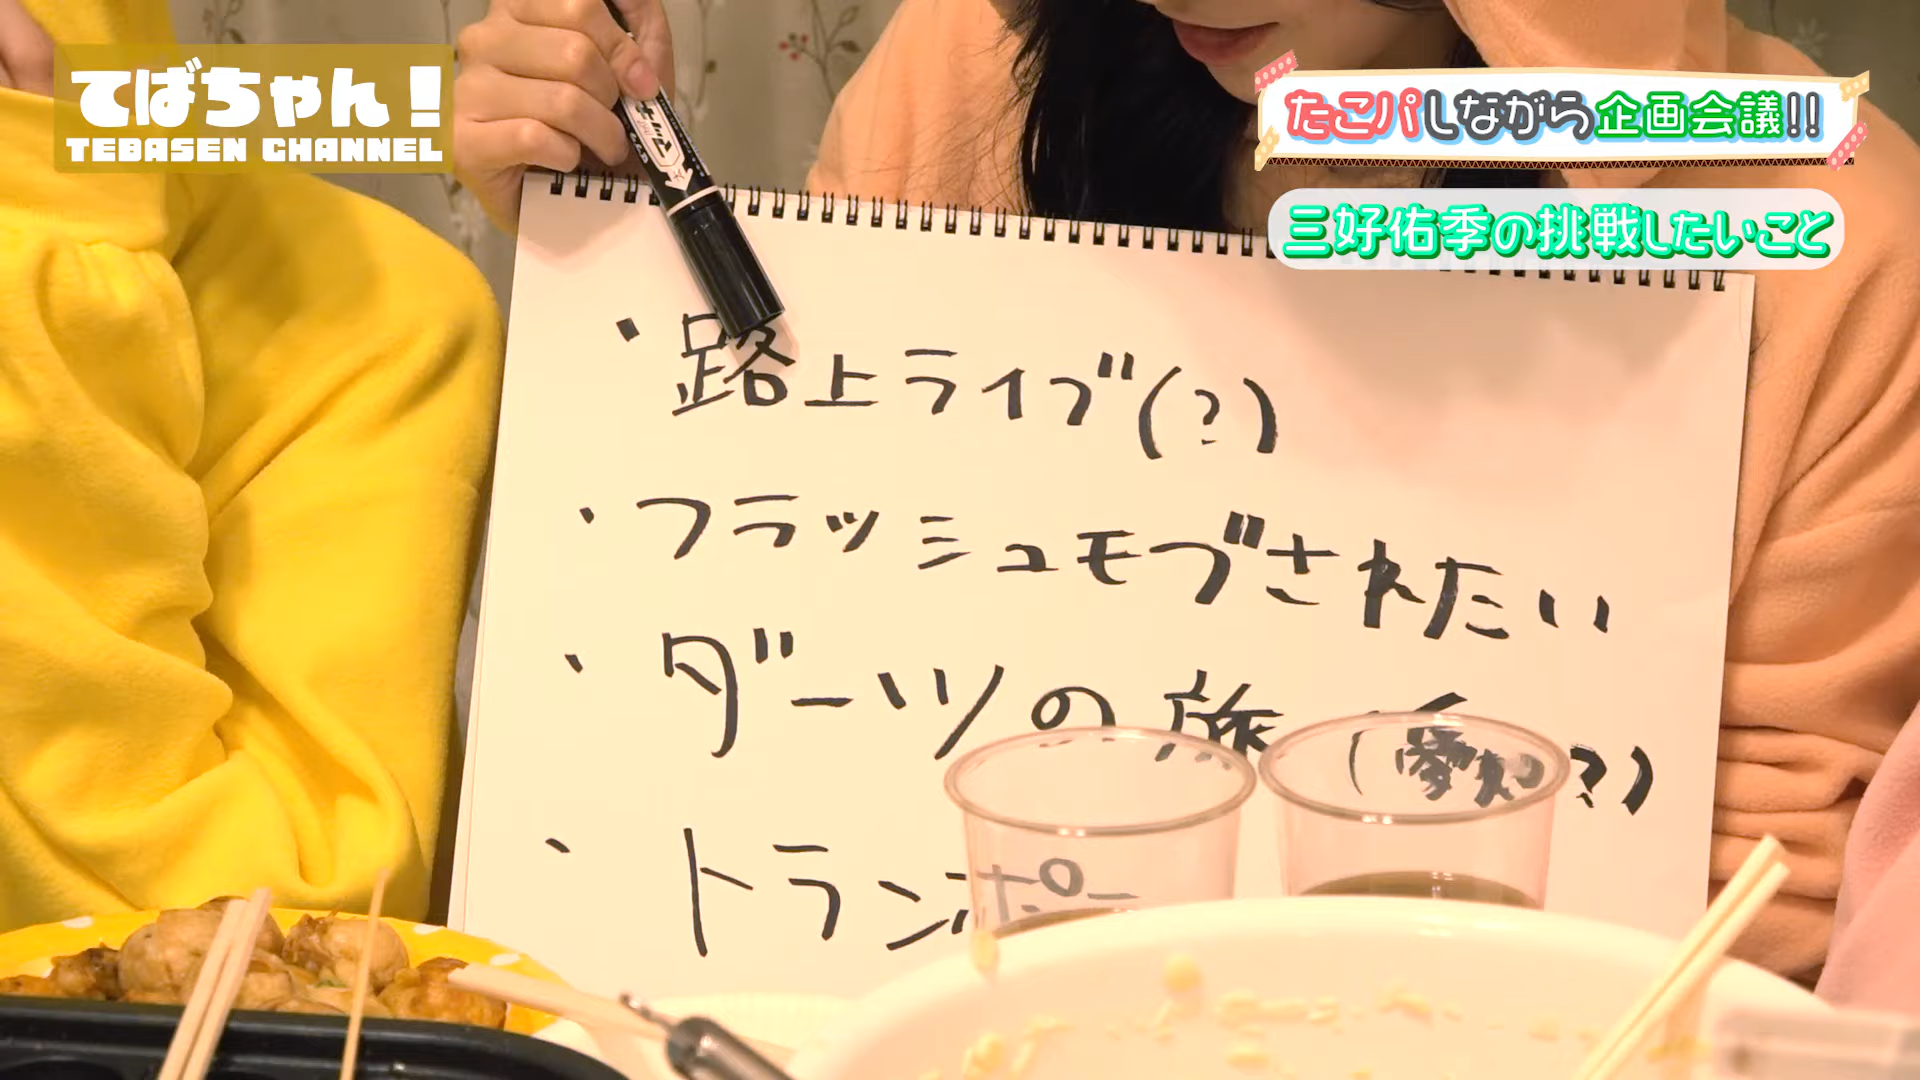 てばちゃん！
TEBASEN CHANNEL
たこパしながら企画会議!!
三好佑季の挑戦したいこと
・路上ライブ(?)
・フラッシュモブされたい
・ダーツの旅(愛知?)
・トランポ